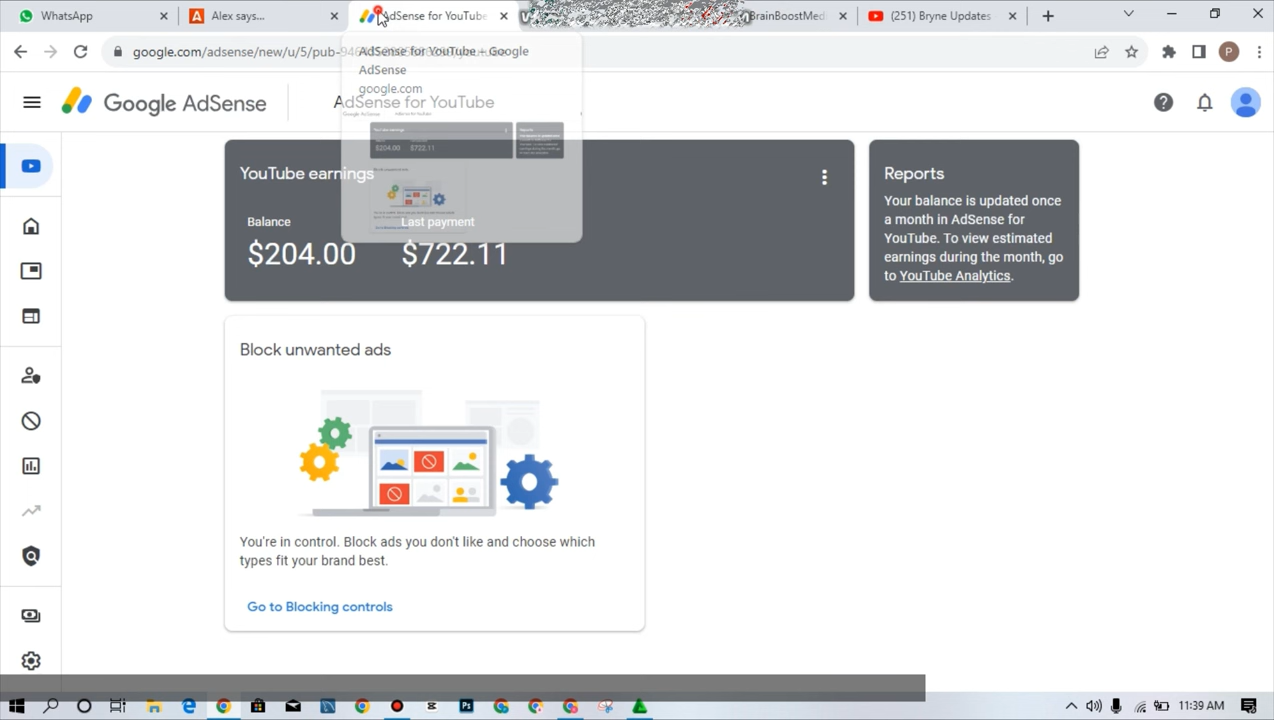 WhatsApp
Alex says...
AdSense for YouTube
BrainBoostMedi
(251) Bryne Updates
google.com/adsense/new/u/5/pub-
AdSense for YouTube – Google
AdSense
google.com
Google AdSense
AdSense for YouTube
P
YouTube earnings
Balance
Last payment
$204.00
$722.11
Reports
Your balance is updated once
a month in AdSense for
YouTube. To view estimated
earnings during the month, go
to YouTube Analytics.
Block unwanted ads
You're in control. Block ads you don't like and choose which
types fit your brand best.
Go to Blocking controls
11:39 AM